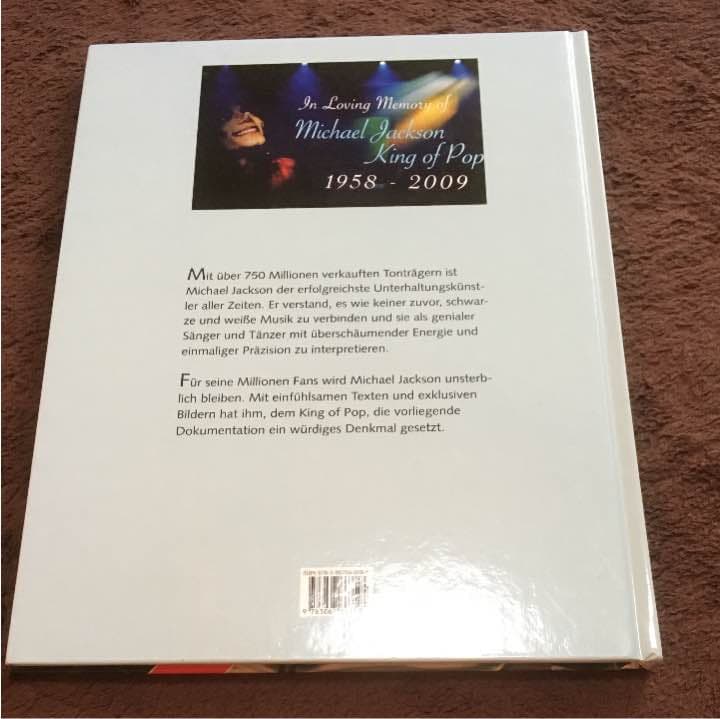 In Loving Memory of
Michael Jackson
King of Pop
1958 - 2009
Mit über 750 Millionen verkauften Tonträgern ist
Michael Jackson der erfolgreichste Unterhaltungskünst-
ler aller Zeiten. Er verstand, es wie keiner zuvor, schwar-
ze und weiße Musik zu verbinden und sie als genialer
Sänger und Tänzer mit überschäumender Energie und
einmaliger Präzision zu interpretieren.
Für seine Millionen Fans wird Michael Jackson unsterb-
lich bleiben. Mit einfühlsamen Texten und exklusiven
Bildern hat ihm, dem King of Pop, die vorliegende
Dokumentation ein würdiges Denkmal gesetzt.